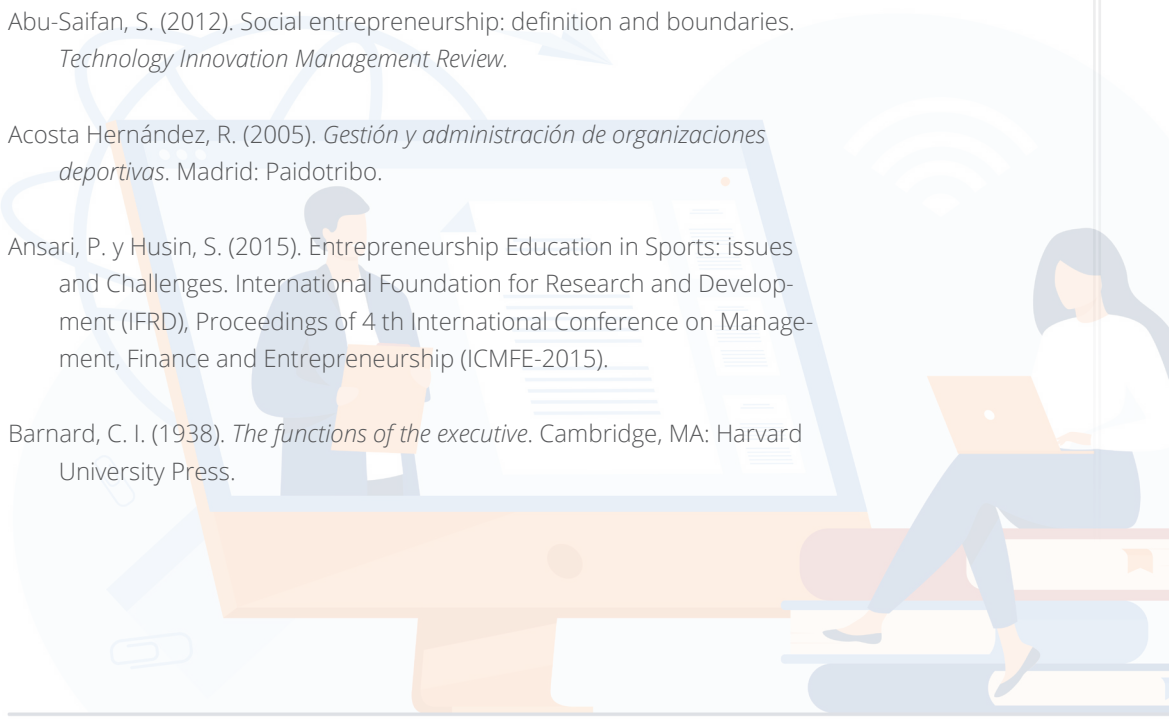 Abu-Saifan, S. (2012). Social entrepreneurship: definition and boundaries.
Technology Innovation Management Review.
Acosta Hernández, R. (2005). Gestión y administración de organizaciones
deportivas. Madrid: Paidotribo.
Ansari, P. y Husin, S. (2015). Entrepreneurship Education in Sports: issues
and Challenges. International Foundation for Research and Develop-
ment (IFRD), Proceedings of 4 th International Conference on Manage-
ment, Finance and Entrepreneurship (ICMFE-2015).
Barnard, C. I. (1938). The functions of the executive. Cambridge, MA: Harvard
University Press.